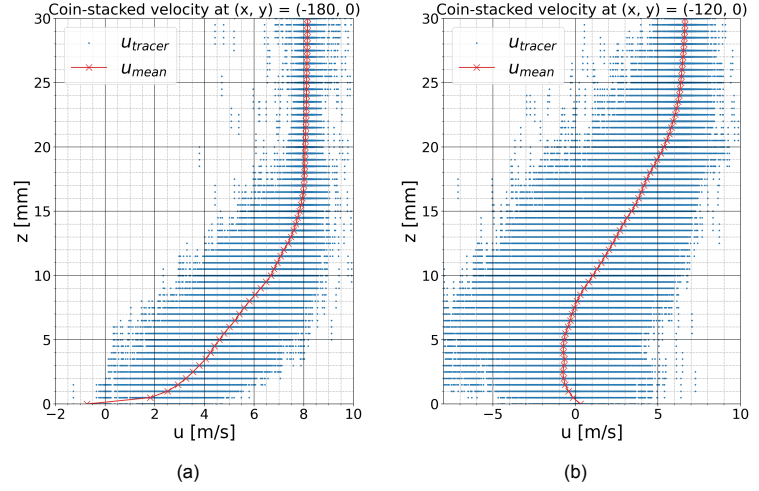 Coin-stacked velocity at (x, y) = (-180, 0)
30
25
20
15
10
5
0
z [mm]
u_tracer
u_mean
−2 0 2 4 6 8 10
u [m/s]
(a)
Coin-stacked velocity at (x, y) = (-120, 0)
30
25
20
15
10
5
0
z [mm]
u_tracer
u_mean
−5 0 5 10
u [m/s]
(b)